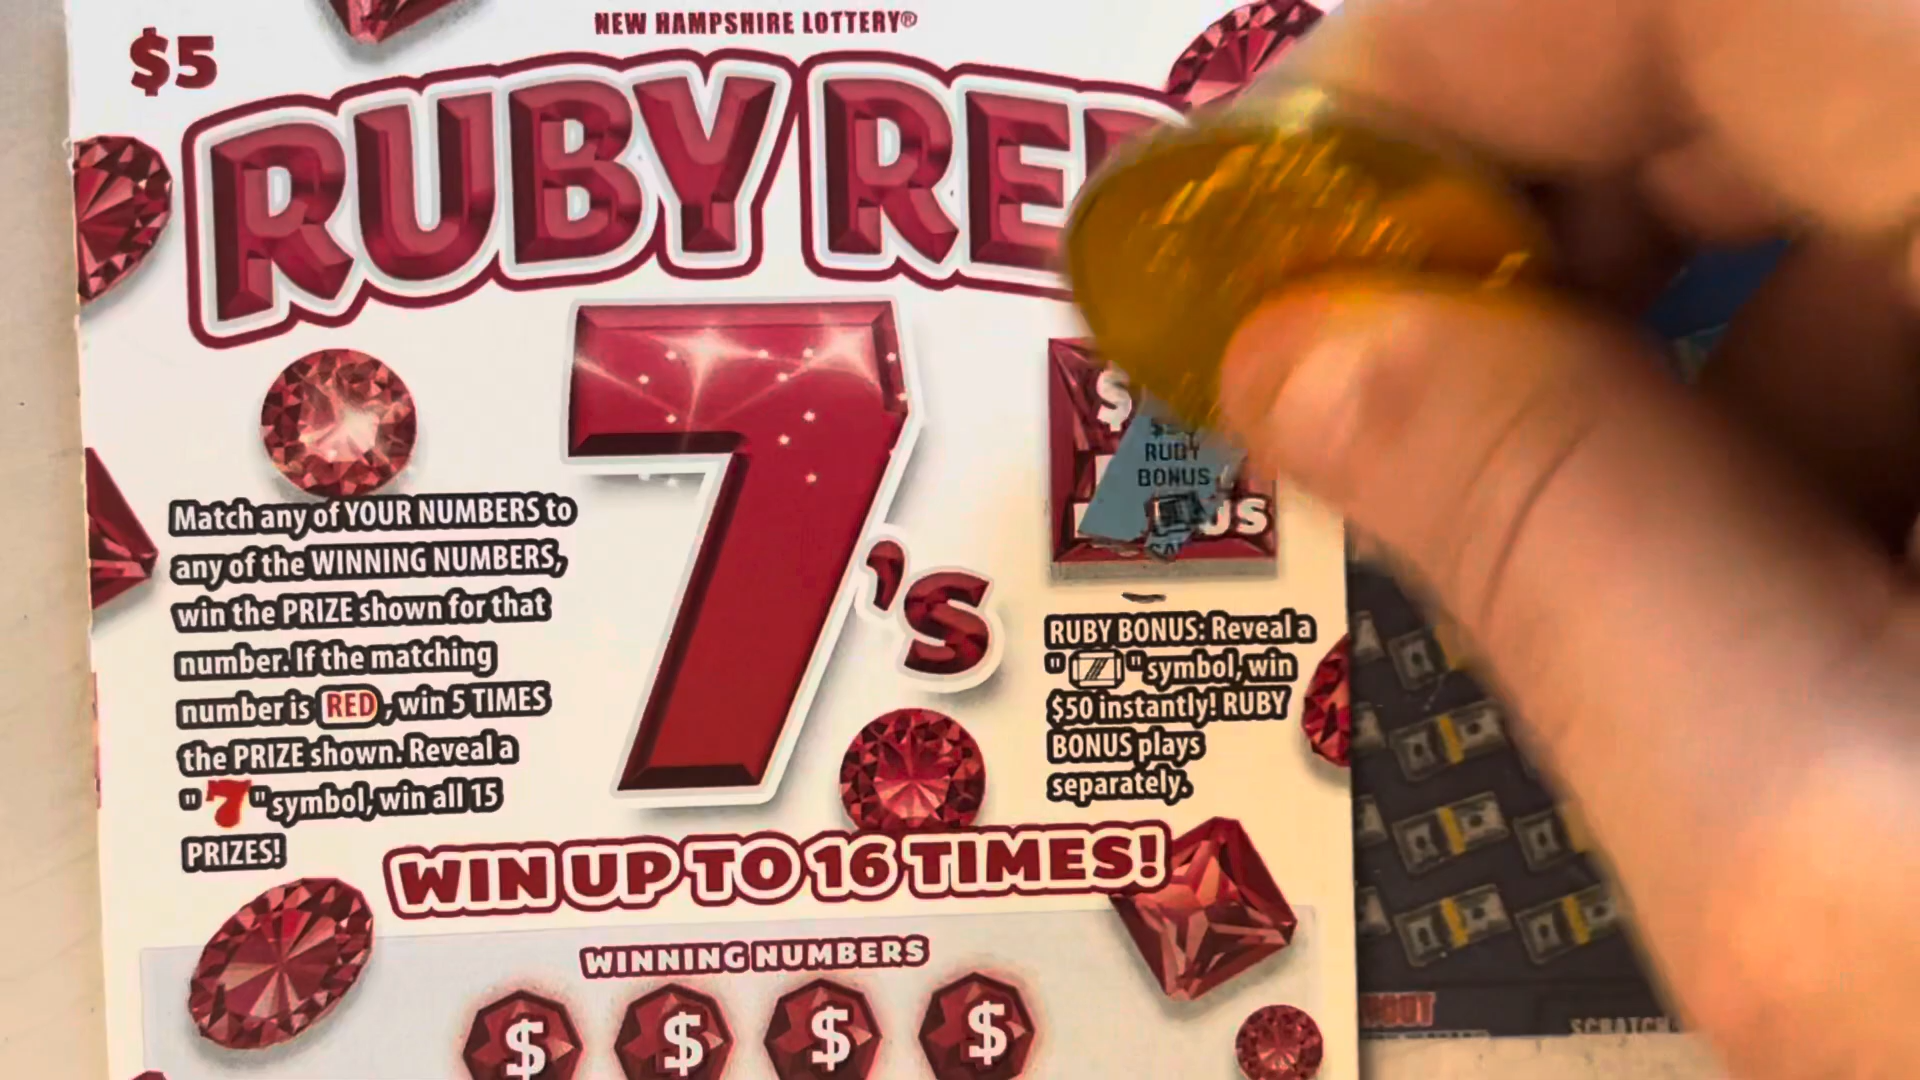 NEW HAMPSHIRE LOTTERY®
$5
RUBY RED
7's
Match any of YOUR NUMBERS to
any of the WINNING NUMBERS,
win the PRIZE shown for that
number. If the matching
number is RED, win 5 TIMES
the PRIZE shown. Reveal a
"7" symbol, win all 15
PRIZES!
$
RUBY
BONUS
US
RUBY BONUS: Reveal a
" " symbol, win
$50 instantly! RUBY
BONUS plays
separately.
WIN UP TO 16 TIMES!
WINNING NUMBERS
$ $ $ $
SCRATCH